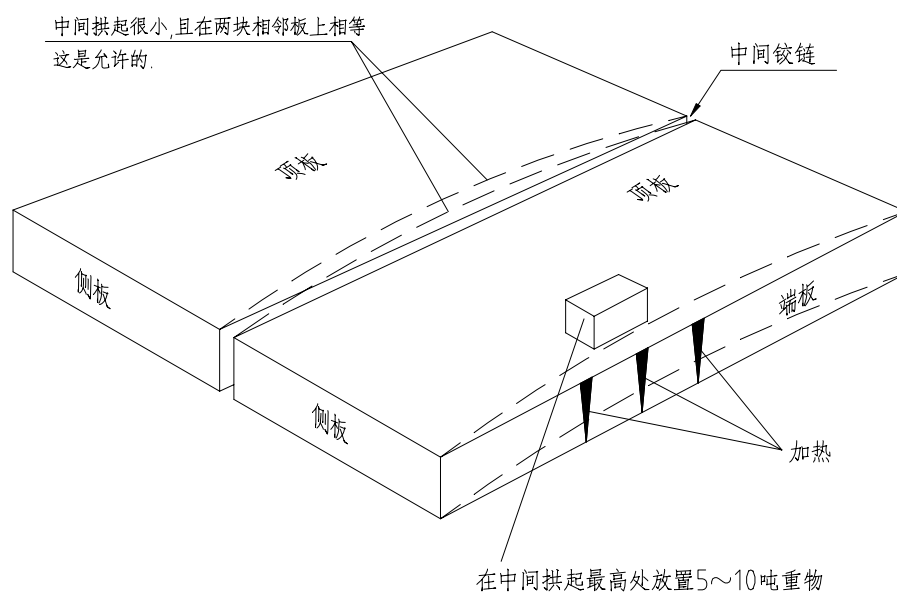 中间拱起很小,且在两块相邻板上相等
这是允许的.
中间铰链
顶板
顶板
侧板
端板
侧板
加热
在中间拱起最高处放置5~10吨重物